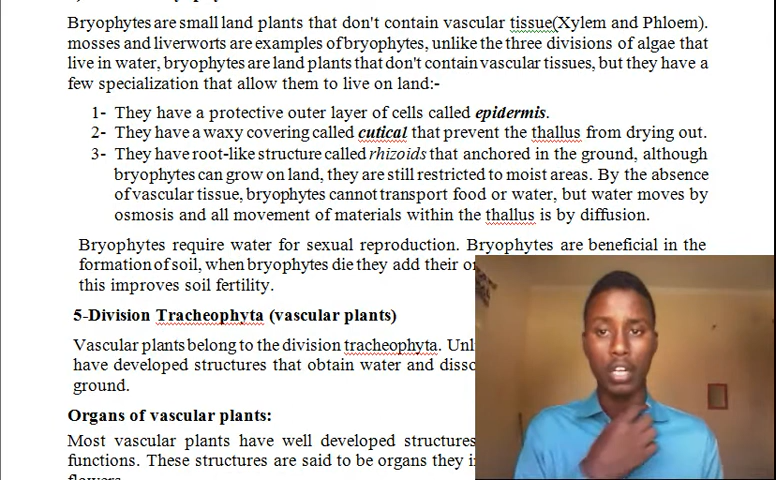 Bryophytes are small land plants that don't contain vascular tissue(Xylem and Phloem).
mosses and liverworts are examples of bryophytes, unlike the three divisions of algae that
live in water, bryophytes are land plants that don't contain vascular tissues, but they have a
few specialization that allow them to live on land:-
1- They have a protective outer layer of cells called epidermis.
2- They have a waxy covering called cutical that prevent the thallus from drying out.
3- They have root-like structure called rhizoids that anchored in the ground, although
bryophytes can grow on land, they are still restricted to moist areas. By the absence
of vascular tissue, bryophytes cannot transport food or water, but water moves by
osmosis and all movement of materials within the thallus is by diffusion.
Bryophytes require water for sexual reproduction. Bryophytes are beneficial in the
formation of soil, when bryophytes die they add their
this improves soil fertility.
5-Division Tracheophyta (vascular plants)
Vascular plants belong to the division tracheophyta.
have developed structures that obtain water and
ground.
Organs of vascular plants:
Most vascular plants have well developed structures
functions. These structures are said to be organs they